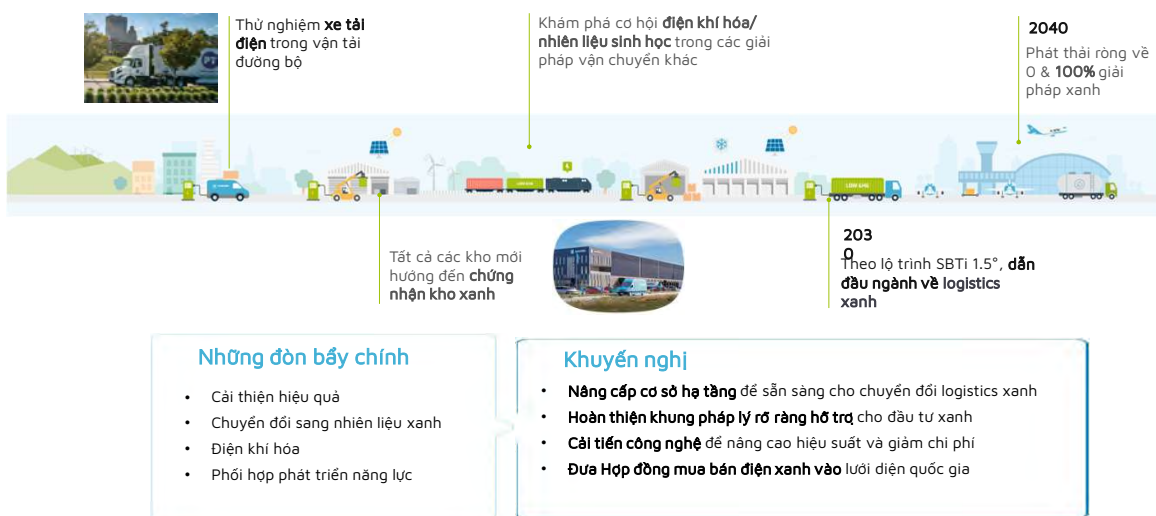 Thử nghiệm xe tải
điện trong vận tải
đường bộ
Khám phá cơ hội điện khí hóa/
nhiên liệu sinh học trong các giải
pháp vận chuyển khác
2040
Phát thải ròng về
0 & 100% giải
pháp xanh
LOW GHG
LOW GHG
Tất cả các kho mới
hướng đến chứng
nhận kho xanh
203
0
Theo lộ trình SBTi 1.5°, dẫn
đầu ngành về logistics
xanh
Những đòn bẩy chính
• Cải thiện hiệu quả
• Chuyển đổi sang nhiên liệu xanh
• Điện khí hóa
• Phối hợp phát triển năng lực
Khuyến nghị
• Nâng cấp cơ sở hạ tầng để sẵn sàng cho chuyển đổi logistics xanh
• Hoàn thiện khung pháp lý rõ ràng hỗ trợ cho đầu tư xanh
• Cải tiến công nghệ để nâng cao hiệu suất và giảm chi phí
• Đưa Hợp đồng mua bán điện xanh vào lưới diện quốc gia